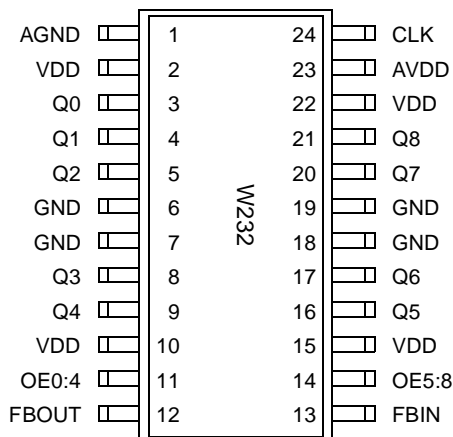 AGND 1 24 CLK
VDD 2 23 AVDD
Q0 3 22 VDD
Q1 4 21 Q8
Q2 5 20 Q7
GND 6 19 GND
GND 7 18 GND
Q3 8 17 Q6
Q4 9 16 Q5
VDD 10 15 VDD
OE0:4 11 14 OE5:8
FBOUT 12 13 FBIN
W232